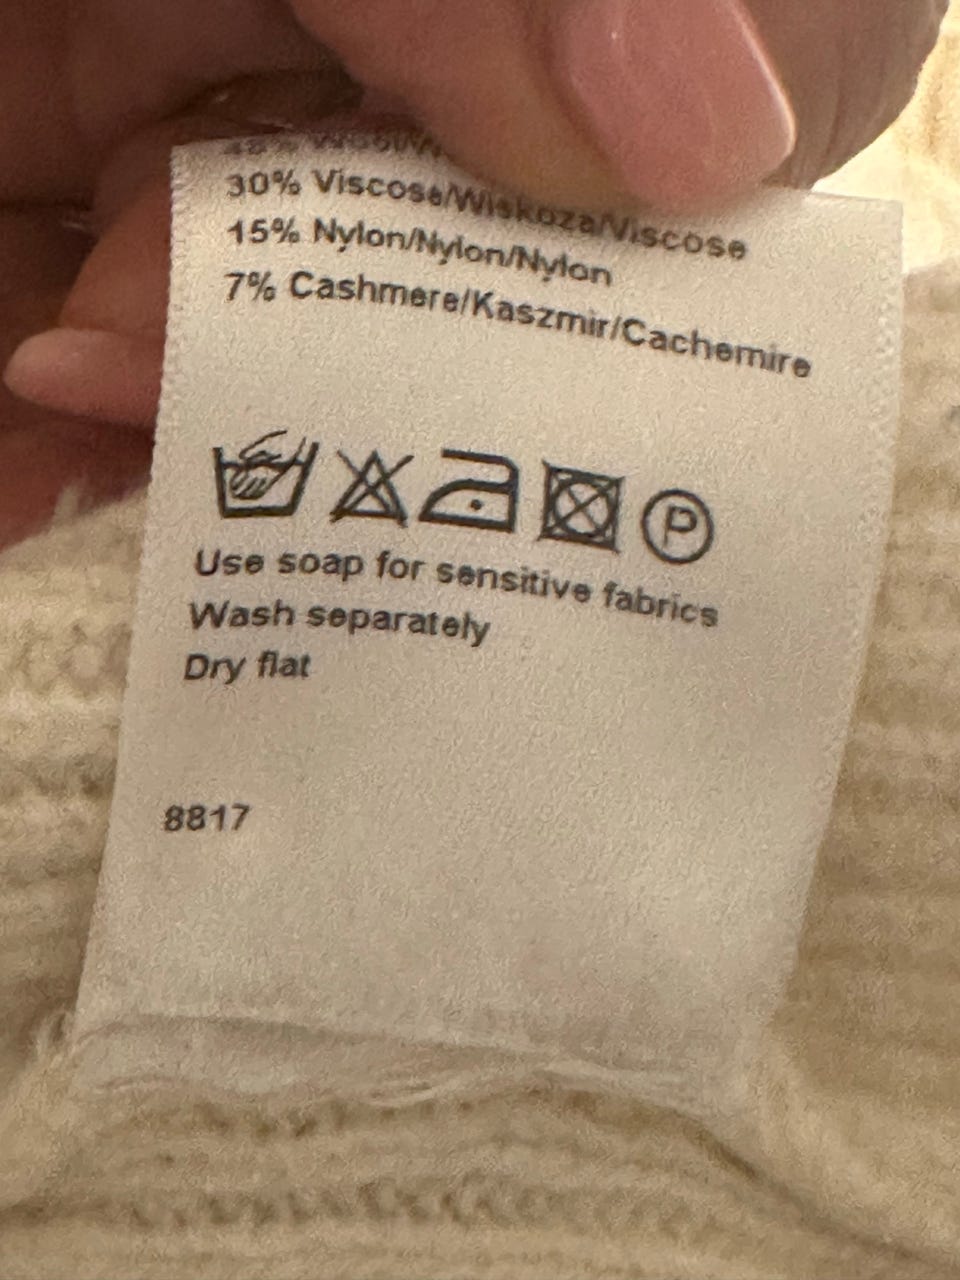 48%
30% Viscose/Wiskoza/Viscose
15% Nylon/Nylon/Nylon
7% Cashmere/Kaszmir/Cachemire
P
Use soap for sensitive fabrics
Wash separately
Dry flat
8817